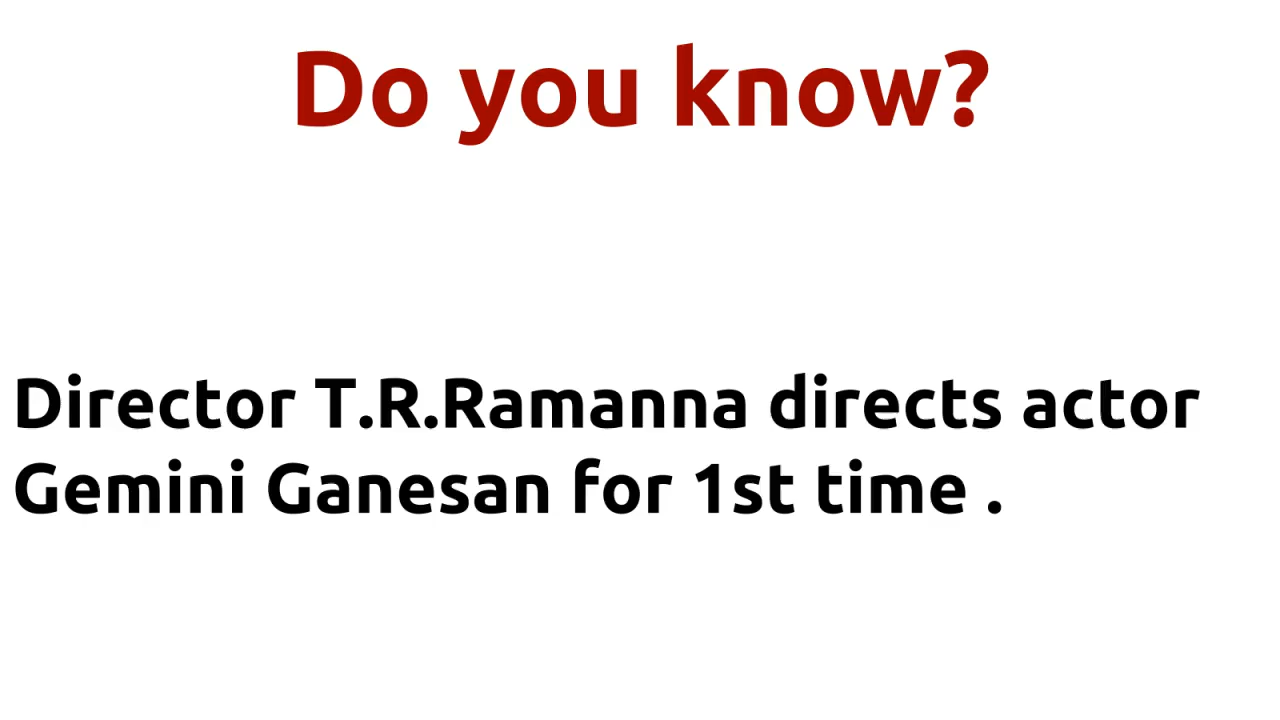 Do you know?
Director T.R.Ramanna directs actor
Gemini Ganesan for 1st time .